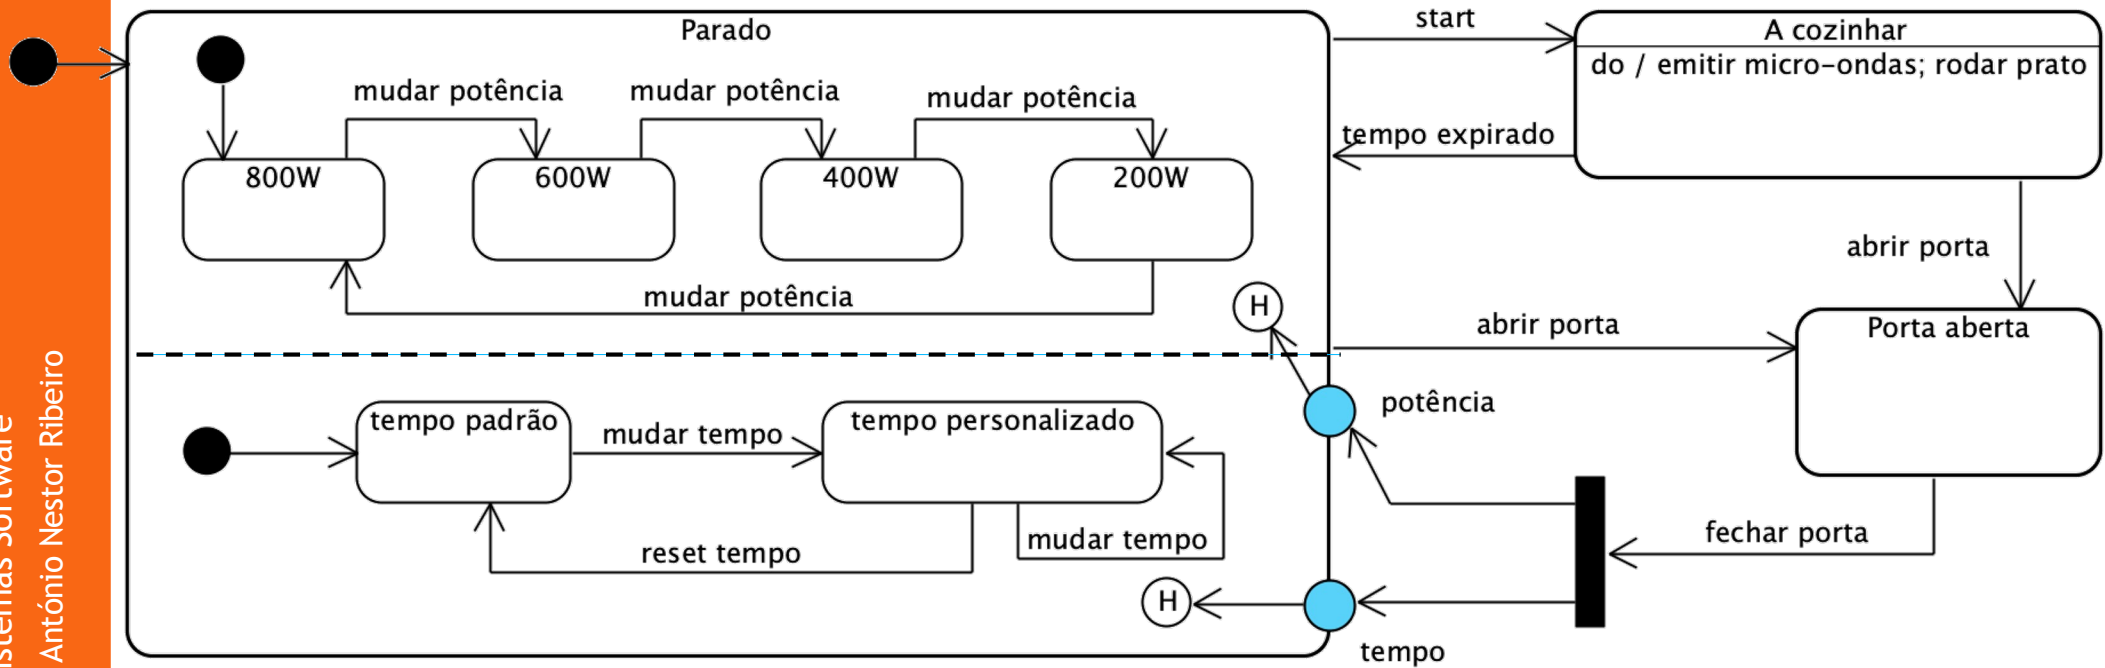 Parado
mudar potência
mudar potência
mudar potência
800W
600W
400W
200W
mudar potência
H
tempo padrão
mudar tempo
tempo personalizado
reset tempo
mudar tempo
H
start
A cozinhar
do / emitir micro-ondas; rodar prato
tempo expirado
abrir porta
abrir porta
Porta aberta
potência
fechar porta
tempo
António Nestor Ribeiro